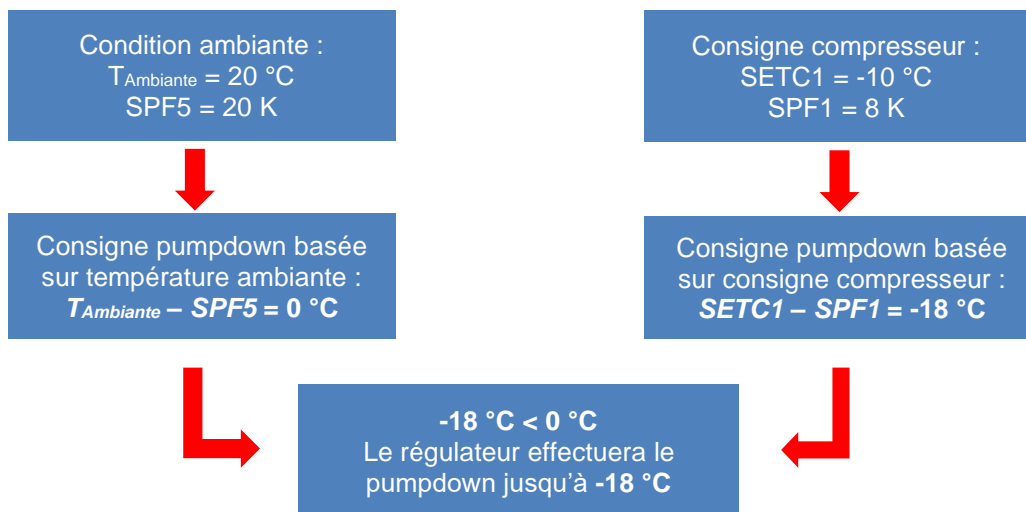 Condition ambiante :
TAmbiante = 20 °C
SPF5 = 20 K
Consigne compresseur :
SETC1 = -10 °C
SPF1 = 8 K
Consigne pumpdown basée
sur température ambiante :
TAmbiante – SPF5 = 0 °C
Consigne pumpdown basée
sur consigne compresseur :
SETC1 – SPF1 = -18 °C
-18 °C < 0 °C
Le régulateur effectuera le
pumpdown jusqu’à -18 °C